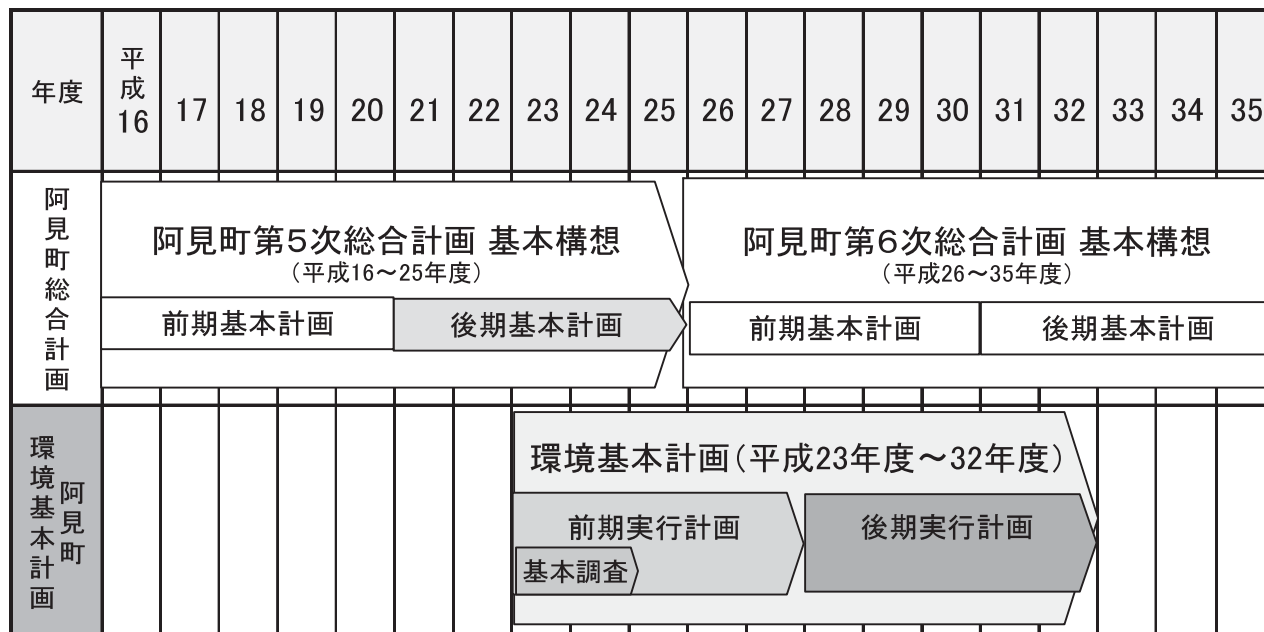 年度
平成16 17 18 19 20 21 22 23 24 25 26 27 28 29 30 31 32 33 34 35
阿見町総合計画
阿見町第5次総合計画 基本構想
(平成16～25年度)
前期基本計画
後期基本計画
阿見町第6次総合計画 基本構想
(平成26～35年度)
前期基本計画
後期基本計画
阿見町
環境基本計画
環境基本計画(平成23年度～32年度)
前期実行計画
後期実行計画
基本調査